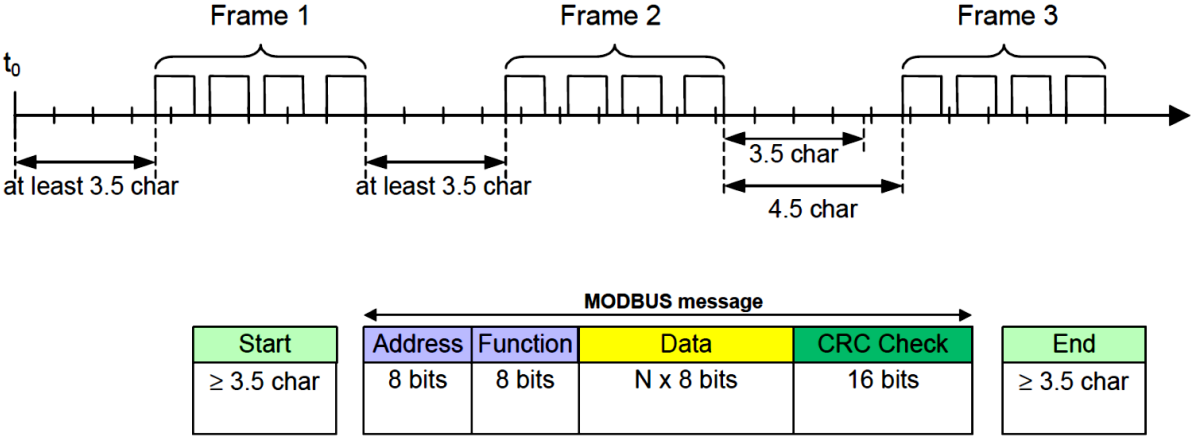 Frame 1
Frame 2
Frame 3
t0
at least 3.5 char
at least 3.5 char
3.5 char
4.5 char
MODBUS message
Start
Address
Function
Data
CRC Check
End
≥ 3.5 char
8 bits
8 bits
N x 8 bits
16 bits
≥ 3.5 char